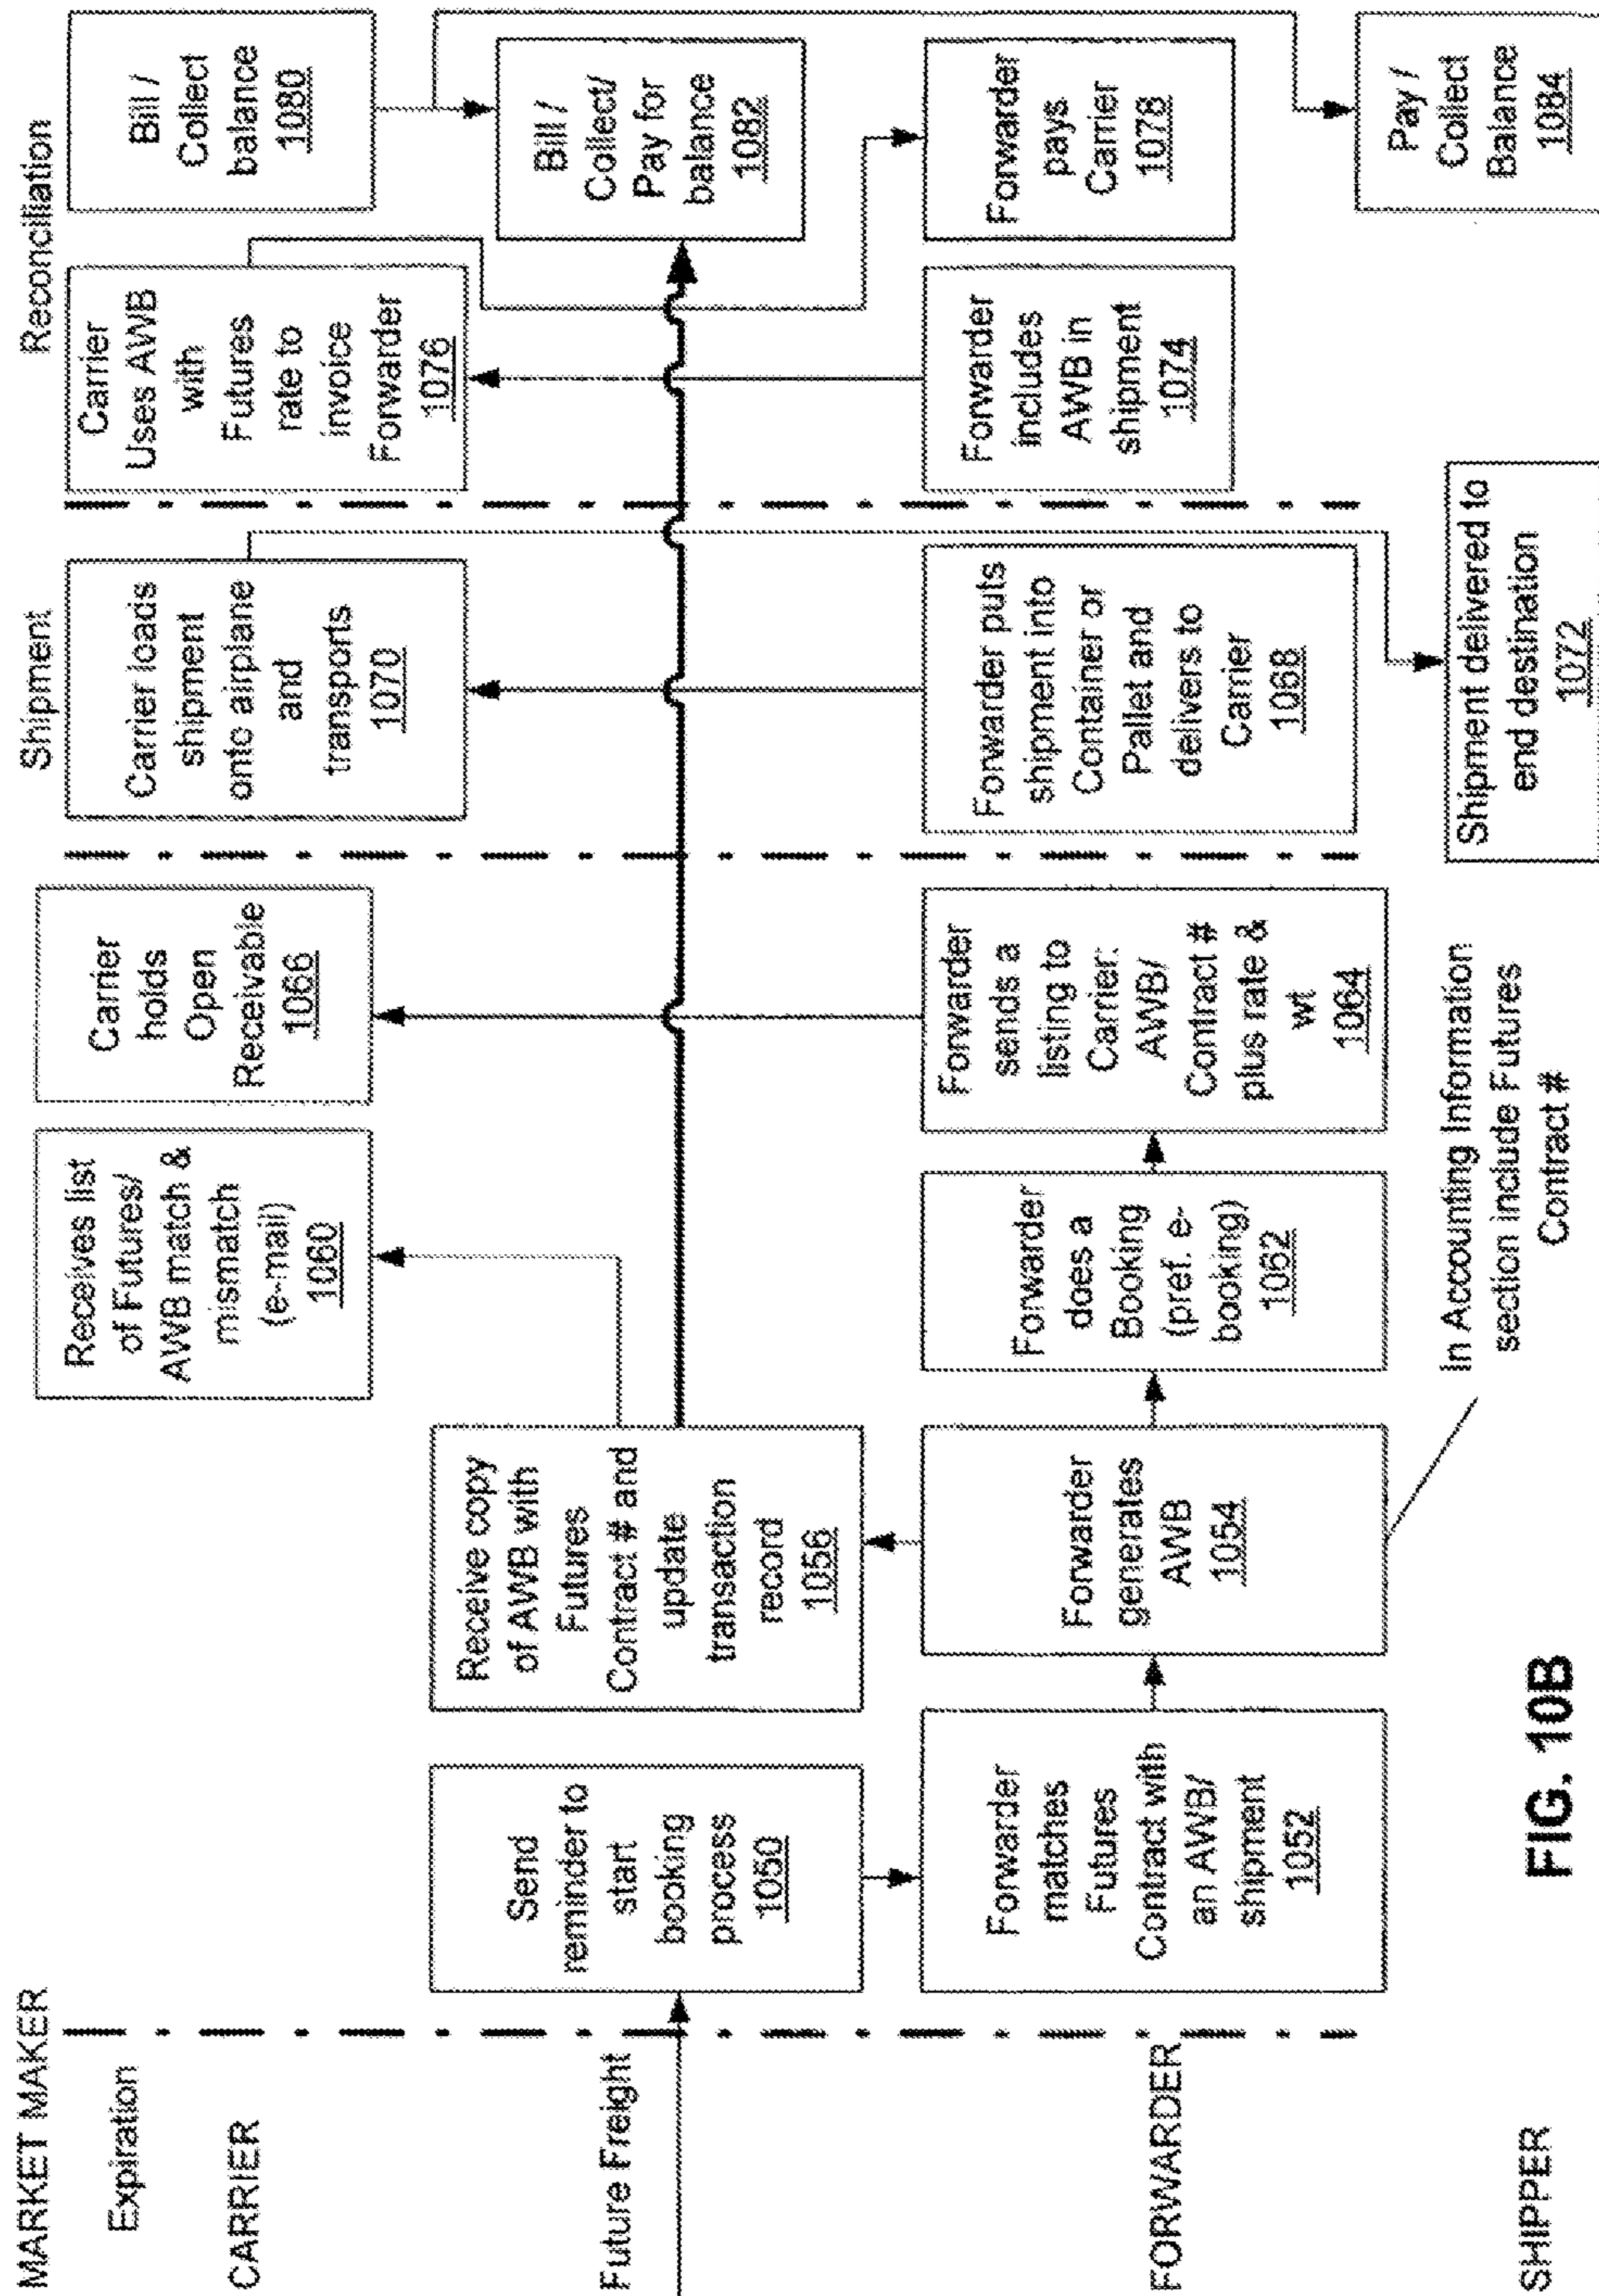 MARKET MAKER
Expiration
CARRIER
Future Freight
FORWARDER
SHIPPER
Send
reminder to
start
booking
process
1050
Forwarder
matches
Futures
Contract with
an AWB/
shipment
1052
Receive copy
of AWB with
Futures
Contract # and
update
transaction
record
1056
Forwarder
generates
AWB
1054
In Accounting Information
section include Futures
Contract #
Receives list
of Futures/
AWB match &
mismatch
(e-mail)
1060
Forwarder
does a
Booking
(pref. e-
booking)
1062
Carrier
holds
Open
Receivable
1066
Forwarder
sends a
listing to
Carrier:
AWB/
Contract #
plus rate &
wt
1064
Shipment
Carrier loads
shipment
onto airplane
and
transports
1070
Forwarder puts
shipment into
Container or
Pallet and
delivers to
Carrier
1068
Shipment delivered to
end destination
1072
Reconciliation
Carrier
Uses AWB
with
Futures
rate to
invoice
Forwarder
1076
Forwarder
includes
AWB in
shipment
1074
Bill /
Collect
balance
1080
Bill /
Collect/
Pay for
balance
1082
Forwarder
pays
Carrier
1078
Pay /
Collect
Balance
1084
FIG. 10B